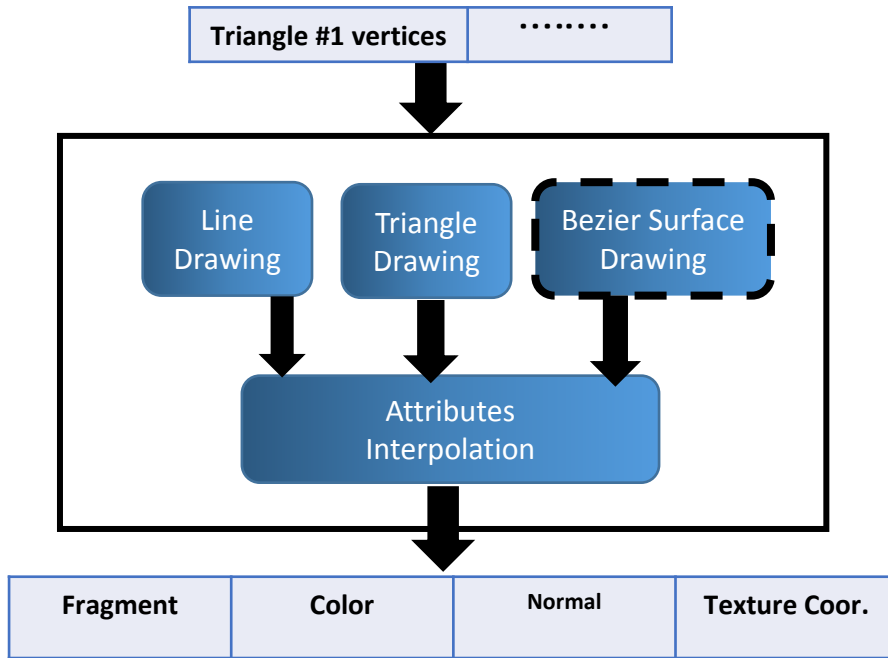 Triangle #1 vertices ........
Line Drawing
Triangle Drawing
Bezier Surface Drawing
Attributes
Interpolation
Fragment Color Normal Texture Coor.